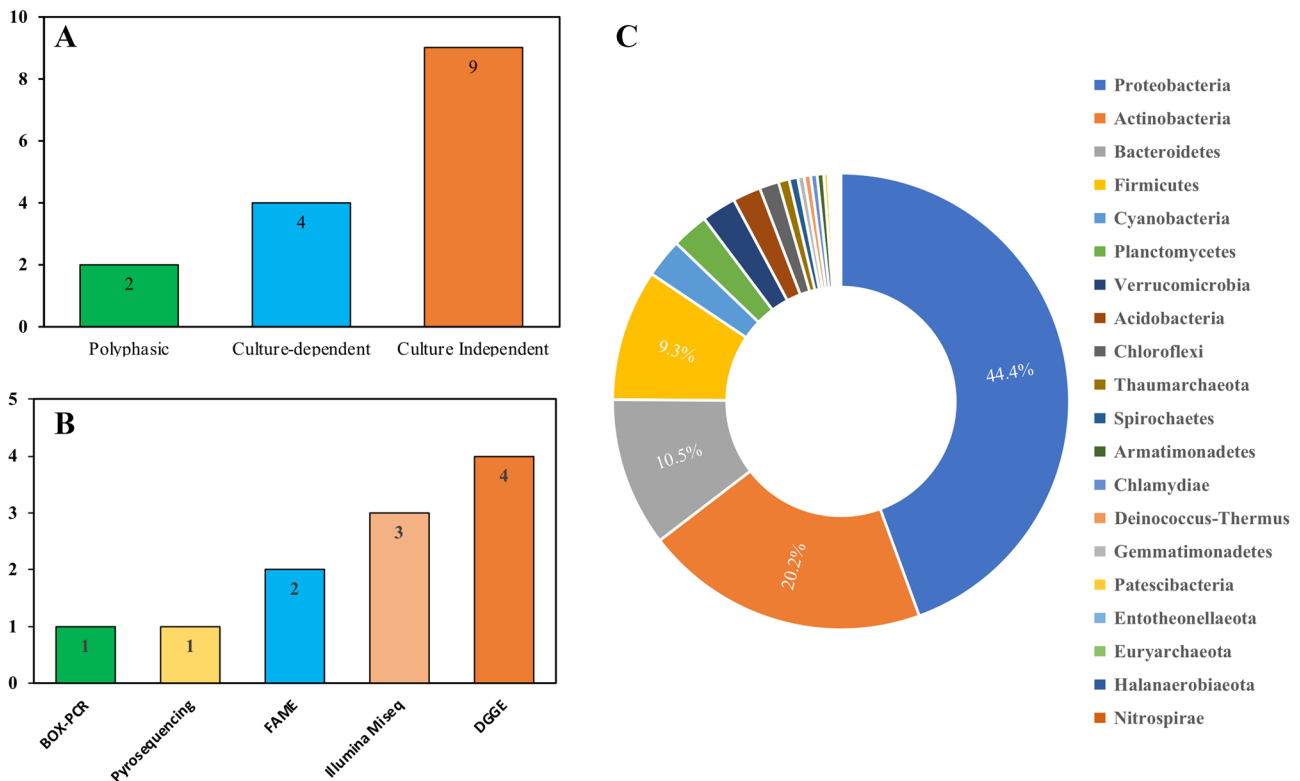 A
10
8
6
4
2
0
2
4
9
Polyphasic
Culture-dependent
Culture Independent
B
5
4
3
2
1
0
1
1
2
3
4
BOX-PCR
Pyrosequencing
FAME
Illumina Miseq
DGGE
C
44.4%
20.2%
10.5%
9.3%
Proteobacteria
Actinobacteria
Bacteroidetes
Firmicutes
Cyanobacteria
Planctomycetes
Verrucomicrobia
Acidobacteria
Chloroflexi
Thaumarchaeota
Spirochaetes
Armatimonadetes
Chlamydiae
Deinococcus-Thermus
Gemmatimonadetes
Patescibacteria
Entotheonellaeota
Euryarchaeota
Halanaerobiaeota
Nitrospirae